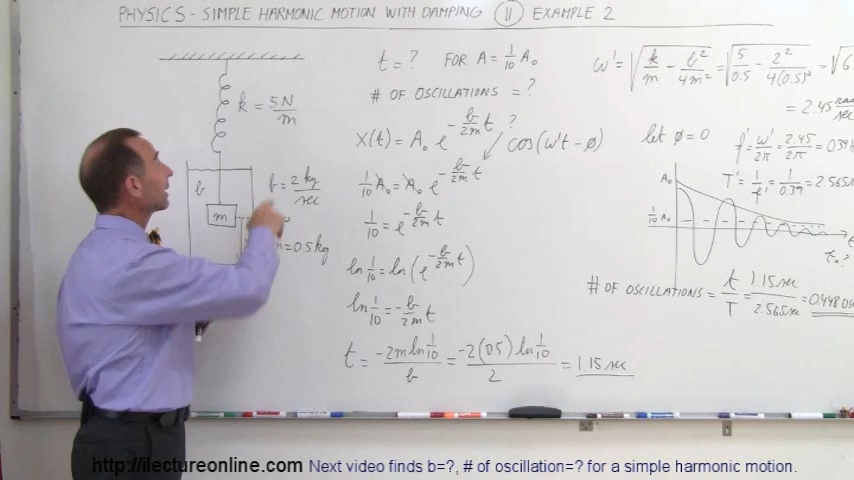 PHYSICS - SIMPLE HARMONIC MOTION WITH DAMPING 11 EXAMPLE 2
k = 5N/m
b
m
b = 2 kg/sec
m = 0.5 kg
t = ? FOR A = 1/10 A₀
# OF OSCILLATIONS = ?
x(t) = A₀ e^(-b/2m t) cos(ω't - φ)
?
1/10 A₀ = A₀ e^(-b/2m t)
1/10 = e^(-b/2m t)
ln 1/10 = ln(e^(-b/2m t))
ln 1/10 = -b/2m t
t = -2m ln 1/10 / b = -2(0.5) ln 1/10 / 2 = 1.15 sec
ω' = √(k/m - b²/4m²) = √(5/0.5 - 2²/4(0.5)²) = √6
= 2.45 rad/sec
let φ = 0
f' = ω'/2π = 2.45/2π = 0.39
T' = 1/f' = 1/0.39 = 2.565
A₀
1/10 A₀
t
t = ?
# OF OSCILLATIONS = t/T = 1.15 sec/2.565 sec = 0.448 OSC
http://ilectureonline.com Next video finds b=?, # of oscillation=? for a simple harmonic motion.